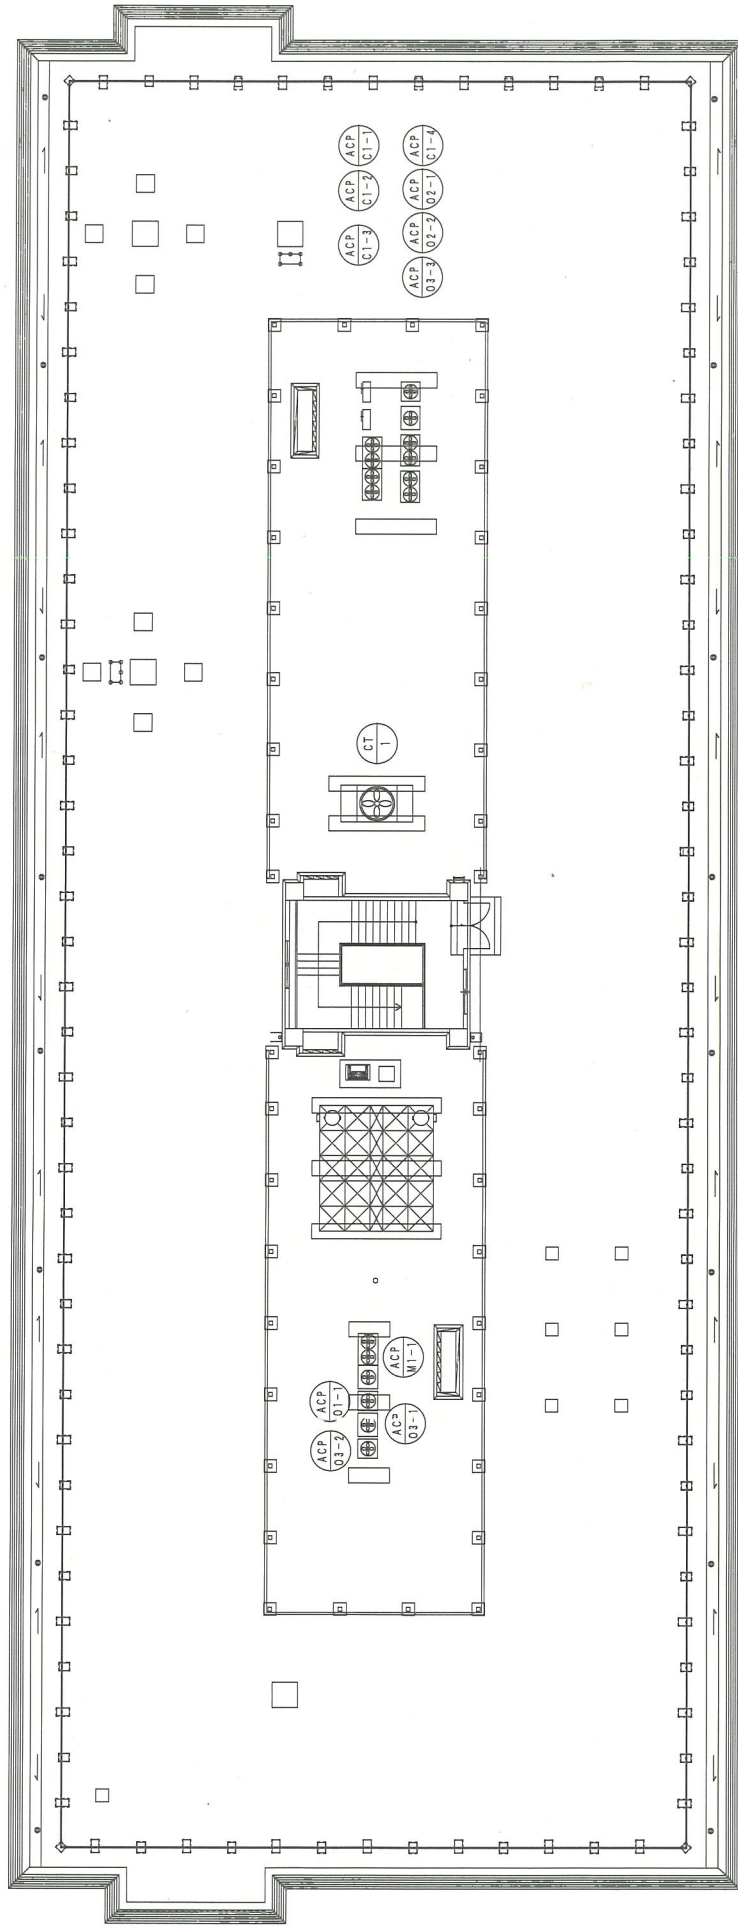 ACP
C1-1
ACP
C1-2
ACP
C1-3
ACP
C1-4
ACP
O2-1
ACP
O2-2
ACP
O3-3
CT
1
ACP
M1-1
ACP
O1-1
ACP
O3-1
ACP
O3-2